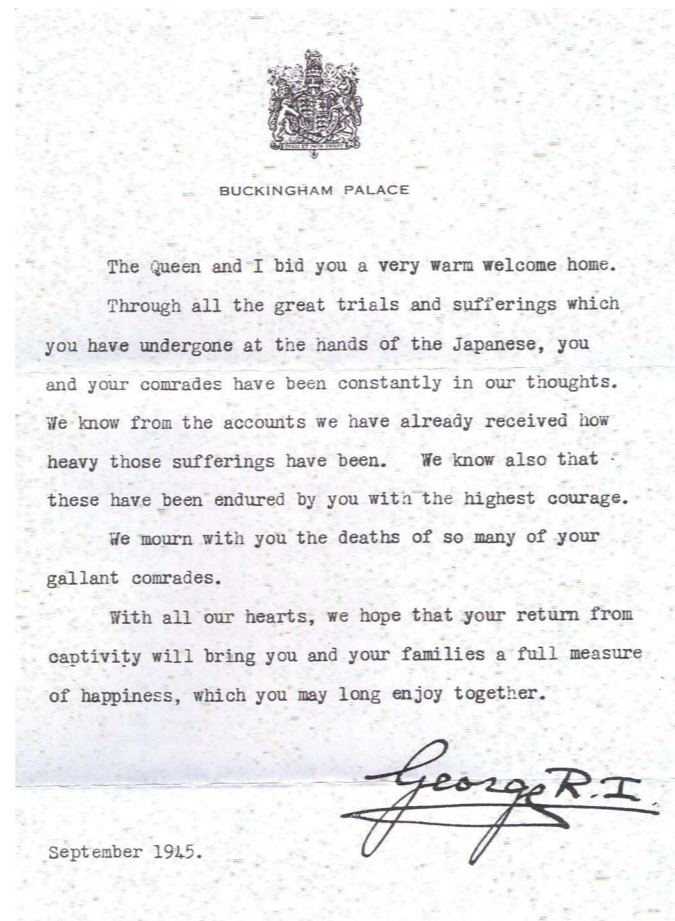 BUCKINGHAM PALACE
The Queen and I bid you a very warm welcome home.
Through all the great trials and sufferings which
you have undergone at the hands of the Japanese, you
and your comrades have been constantly in our thoughts.
We know from the accounts we have already received how
heavy those sufferings have been. We know also that
these have been endured by you with the highest courage.
We mourn with you the deaths of so many of your
gallant comrades.
With all our hearts, we hope that your return from
captivity will bring you and your families a full measure
of happiness, which you may long enjoy together.
George R.I.
September 1945.